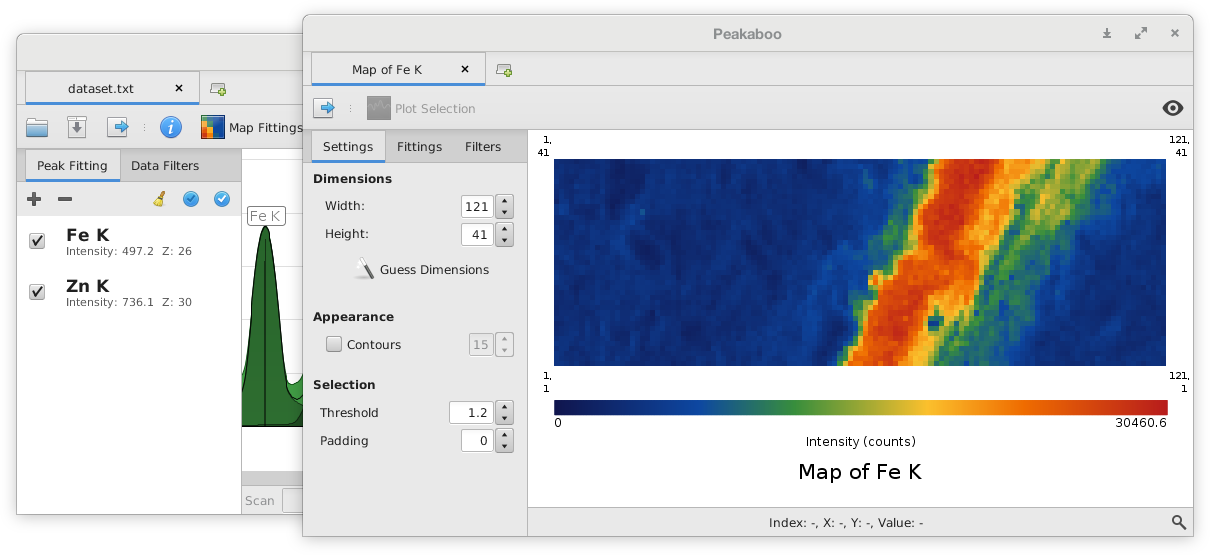 Peakaboo
Map of Fe K
Plot Selection
Settings Fittings Filters
Dimensions
Width: 121
Height: 41
Guess Dimensions
Appearance
Contours 15
Selection
Threshold 1.2
Padding 0
1,
41
121,
41
1,
1
121,
1
0
30460.6
Intensity (counts)
Map of Fe K
Index: -, X: -, Y: -, Value: -
dataset.txt
Map Fittings
Peak Fitting Data Filters
Fe K
Intensity: 497.2 Z: 26
Zn K
Intensity: 736.1 Z: 30
Fe K
Scan